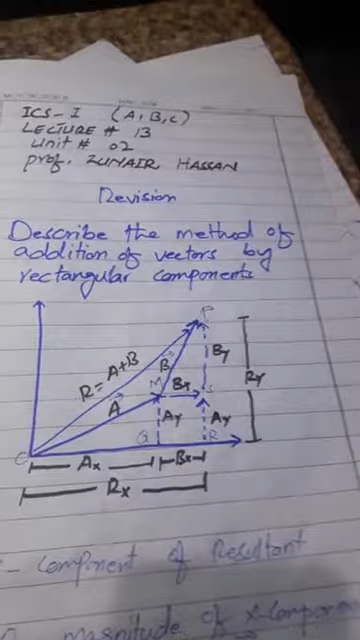 ICS-I (A, B, C)
LECTURE # 13
Unit # 02
prof. ZUNAIR HASSAN
Revision
Describe the method of
addition of vectors by
rectangular components
P
R = A+B
B
By
Ry
M
Bx
S
A
Ay
Ay
O
Q
R
Ax
Bx
Rx
- Component of Resultant
magnitude of x-compone